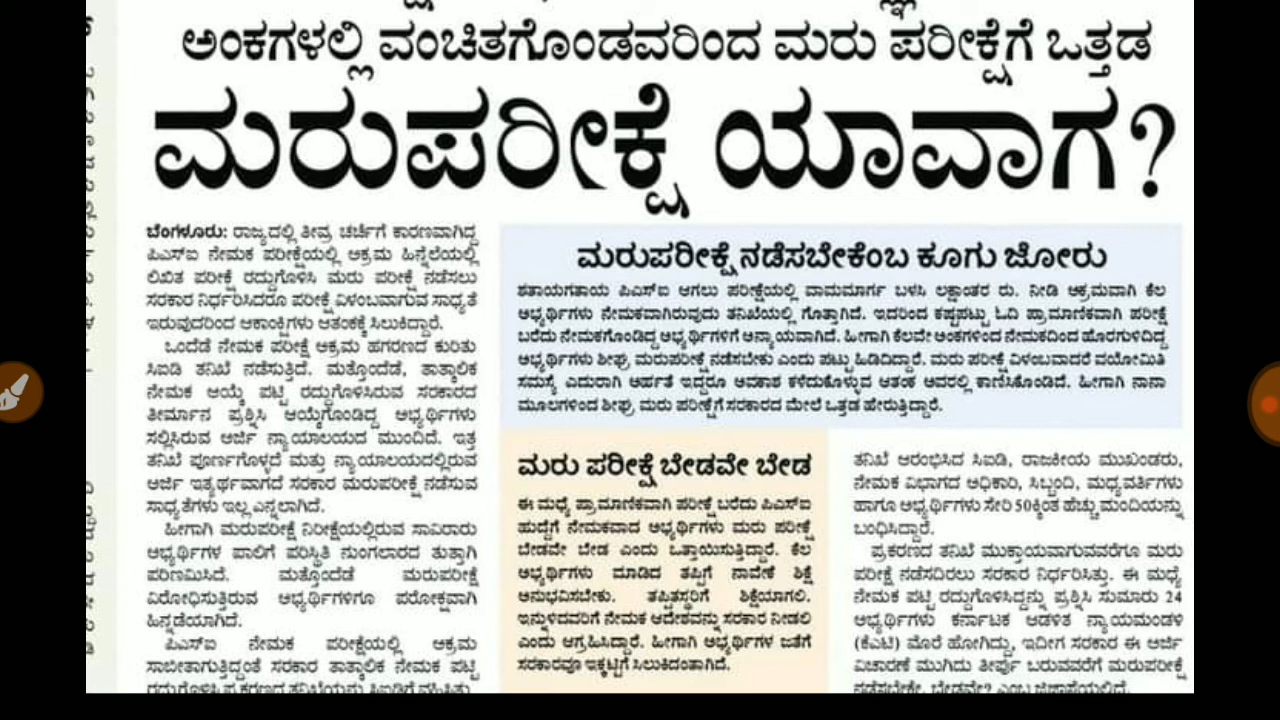 ಅಂಕಗಳಲ್ಲಿ ವಂಚಿತಗೊಂಡವರಿಂದ ಮರು ಪರೀಕ್ಷೆಗೆ ಒತ್ತಡ
ಮರುಪರೀಕ್ಷೆ ಯಾವಾಗ?
ಬೆಂಗಳೂರು: ರಾಜ್ಯದಲ್ಲಿ ತೀವ್ರ ಚರ್ಚೆಗೆ ಕಾರಣವಾಗಿದ್ದ
ಪಿಎಸ್‌ಐ ನೇಮಕ ಪರೀಕ್ಷೆಯಲ್ಲಿ ಅಕ್ರಮ ಹಿನ್ನೆಲೆಯಲ್ಲಿ
ಲಿಖಿತ ಪರೀಕ್ಷೆ ರದ್ದುಗೊಳಿಸಿ ಮರು ಪರೀಕ್ಷೆ ನಡೆಸಲು
ಸರಕಾರ ನಿರ್ಧರಿಸಿದರೂ ಪರೀಕ್ಷೆ ವಿಳಂಬವಾಗುವ ಸಾಧ್ಯತೆ
ಇರುವುದರಿಂದ ಆಕಾಂಕ್ಷಿಗಳು ಆತಂಕಕ್ಕೆ ಸಿಲುಕಿದ್ದಾರೆ.
ಒಂದೆಡೆ ನೇಮಕ ಪರೀಕ್ಷೆ ಅಕ್ರಮ ಹಗರಣದ ಕುರಿತು
ಸಿಐಡಿ ತನಿಖೆ ನಡೆಸುತ್ತಿದೆ. ಮತ್ತೊಂದೆಡೆ, ತಾತ್ಕಾಲಿಕ
ನೇಮಕ ಆಯ್ಕೆ ಪಟ್ಟಿ ರದ್ದುಗೊಳಿಸಿರುವ ಸರಕಾರದ
ತೀರ್ಮಾನ ಪ್ರಶ್ನಿಸಿ ಆಯ್ಕೆಗೊಂಡಿದ್ದ ಅಭ್ಯರ್ಥಿಗಳು
ಸಲ್ಲಿಸಿರುವ ಅರ್ಜಿ ನ್ಯಾಯಾಲಯದ ಮುಂದಿದೆ. ಇತ್ತ
ತನಿಖೆ ಪೂರ್ಣಗೊಳ್ಳದೆ ಮತ್ತು ನ್ಯಾಯಾಲಯದಲ್ಲಿರುವ
ಅರ್ಜಿ ಇತ್ಯರ್ಥವಾಗದೆ ಸರಕಾರ ಮರುಪರೀಕ್ಷೆ ನಡೆಸುವ
ಸಾಧ್ಯತೆಗಳು ಇಲ್ಲ ಎನ್ನಲಾಗಿದೆ.
ಹೀಗಾಗಿ ಮರುಪರೀಕ್ಷೆ ನಿರೀಕ್ಷೆಯಲ್ಲಿರುವ ಸಾವಿರಾರು
ಅಭ್ಯರ್ಥಿಗಳ ಪಾಲಿಗೆ ಪರಿಸ್ಥಿತಿ ನುಂಗಲಾರದ ತುತ್ತಾಗಿ
ಪರಿಣಮಿಸಿದೆ. ಮತ್ತೊಂದೆಡೆ ಮರುಪರೀಕ್ಷೆ
ವಿರೋಧಿಸುತ್ತಿರುವ ಅಭ್ಯರ್ಥಿಗಳಿಗೂ ಪರೋಕ್ಷವಾಗಿ
ಹಿನ್ನಡೆಯಾಗಿದೆ.
ಪಿಎಸ್‌ಐ ನೇಮಕ ಪರೀಕ್ಷೆಯಲ್ಲಿ ಅಕ್ರಮ
ಸಾಬೀತಾಗುತ್ತಿದ್ದಂತೆ ಸರಕಾರ ತಾತ್ಕಾಲಿಕ ನೇಮಕ ಪಟ್ಟಿ
ಮರುಪರೀಕ್ಷೆ ನಡೆಸಬೇಕೆಂಬ ಕೂಗು ಜೋರು
ಶತಾಯಗತಾಯ ಪಿಎಸ್‌ಐ ಆಗಲು ಪರೀಕ್ಷೆಯಲ್ಲಿ ವಾಮಮಾರ್ಗ ಬಳಸಿ ಲಕ್ಷಾಂತರ ರು. ನೀಡಿ ಅಕ್ರಮವಾಗಿ ಕೆಲ
ಅಭ್ಯರ್ಥಿಗಳು ನೇಮಕವಾಗಿರುವುದು ತನಿಖೆಯಲ್ಲಿ ಗೊತ್ತಾಗಿದೆ. ಇದರಿಂದ ಕಷ್ಟಪಟ್ಟು ಓದಿ ಪ್ರಾಮಾಣಿಕವಾಗಿ ಪರೀಕ್ಷೆ
ಬರೆದು ನೇಮಕಗೊಂಡಿದ್ದ ಅಭ್ಯರ್ಥಿಗಳಿಗೆ ಅನ್ಯಾಯವಾಗಿದೆ. ಹೀಗಾಗಿ ಕೆಲವೇ ಅಂಕಗಳಿಂದ ನೇಮಕದಿಂದ ಹೊರಗುಳಿದಿದ್ದ
ಅಭ್ಯರ್ಥಿಗಳು ಶೀಘ್ರ ಮರುಪರೀಕ್ಷೆ ನಡೆಸಬೇಕು ಎಂದು ಪಟ್ಟು ಹಿಡಿದಿದ್ದಾರೆ. ಮರು ಪರೀಕ್ಷೆ ವಿಳಂಬವಾದರೆ ವಯೋಮಿತಿ
ಸಮಸ್ಯೆ ಎದುರಾಗಿ ಅರ್ಹತೆ ಇದ್ದರೂ ಅವಕಾಶ ಕಳೆದುಕೊಳ್ಳುವ ಆತಂಕ ಅವರಲ್ಲಿ ಕಾಣಿಸಿಕೊಂಡಿದೆ. ಹೀಗಾಗಿ ನಾನಾ
ಮೂಲಗಳಿಂದ ಶೀಘ್ರ ಮರು ಪರೀಕ್ಷೆಗೆ ಸರಕಾರದ ಮೇಲೆ ಒತ್ತಡ ಹೇರುತ್ತಿದ್ದಾರೆ.
ಮರು ಪರೀಕ್ಷೆ ಬೇಡವೇ ಬೇಡ
ಈ ಮಧ್ಯೆ ಪ್ರಾಮಾಣಿಕವಾಗಿ ಪರೀಕ್ಷೆ ಬರೆದು ಪಿಎಸ್‌ಐ
ಹುದ್ದೆಗೆ ನೇಮಕವಾದ ಅಭ್ಯರ್ಥಿಗಳು ಮರು ಪರೀಕ್ಷೆ
ಬೇಡವೇ ಬೇಡ ಎಂದು ಒತ್ತಾಯಿಸುತ್ತಿದ್ದಾರೆ. ಕೆಲ
ಅಭ್ಯರ್ಥಿಗಳು ಮಾಡಿದ ತಪ್ಪಿಗೆ ನಾವೇಕೆ ಶಿಕ್ಷೆ
ಅನುಭವಿಸಬೇಕು. ತಪ್ಪಿತಸ್ಥರಿಗೆ ಶಿಕ್ಷೆಯಾಗಲಿ.
ಇನ್ನುಳಿದವರಿಗೆ ನೇಮಕ ಆದೇಶವನ್ನು ಸರಕಾರ ನೀಡಲಿ
ಎಂದು ಆಗ್ರಹಿಸಿದ್ದಾರೆ. ಹೀಗಾಗಿ ಅಭ್ಯರ್ಥಿಗಳ ಜತೆಗೆ
ಸರಕಾರವೂ ಇಕ್ಕಟ್ಟಿಗೆ ಸಿಲುಕಿದಂತಾಗಿದೆ.
ತನಿಖೆ ಆರಂಭಿಸಿದ ಸಿಐಡಿ, ರಾಜಕೀಯ ಮುಖಂಡರು,
ನೇಮಕ ವಿಭಾಗದ ಅಧಿಕಾರಿ, ಸಿಬ್ಬಂದಿ, ಮಧ್ಯವರ್ತಿಗಳು
ಹಾಗೂ ಅಭ್ಯರ್ಥಿಗಳು ಸೇರಿ 50ಕ್ಕಿಂತ ಹೆಚ್ಚು ಮಂದಿಯನ್ನು
ಬಂಧಿಸಿದ್ದಾರೆ.
ಪ್ರಕರಣದ ತನಿಖೆ ಮುಕ್ತಾಯವಾಗುವವರೆಗೂ ಮರು
ಪರೀಕ್ಷೆ ನಡೆಸದಿರಲು ಸರಕಾರ ನಿರ್ಧರಿಸಿತ್ತು. ಈ ಮಧ್ಯೆ
ನೇಮಕ ಪಟ್ಟಿ ರದ್ದುಗೊಳಿಸಿದ್ದನ್ನು ಪ್ರಶ್ನಿಸಿ ಸುಮಾರು 24
ಅಭ್ಯರ್ಥಿಗಳು ಕರ್ನಾಟಕ ಆಡಳಿತ ನ್ಯಾಯಮಂಡಳಿ
(ಕೆಎಟಿ) ಮೊರೆ ಹೋಗಿದ್ದು, ಇದೀಗ ಸರಕಾರ ಈ ಅರ್ಜಿ
ವಿಚಾರಣೆ ಮುಗಿದು ತೀರ್ಪು ಬರುವವರೆಗೆ ಮರುಪರೀಕ್ಷೆ